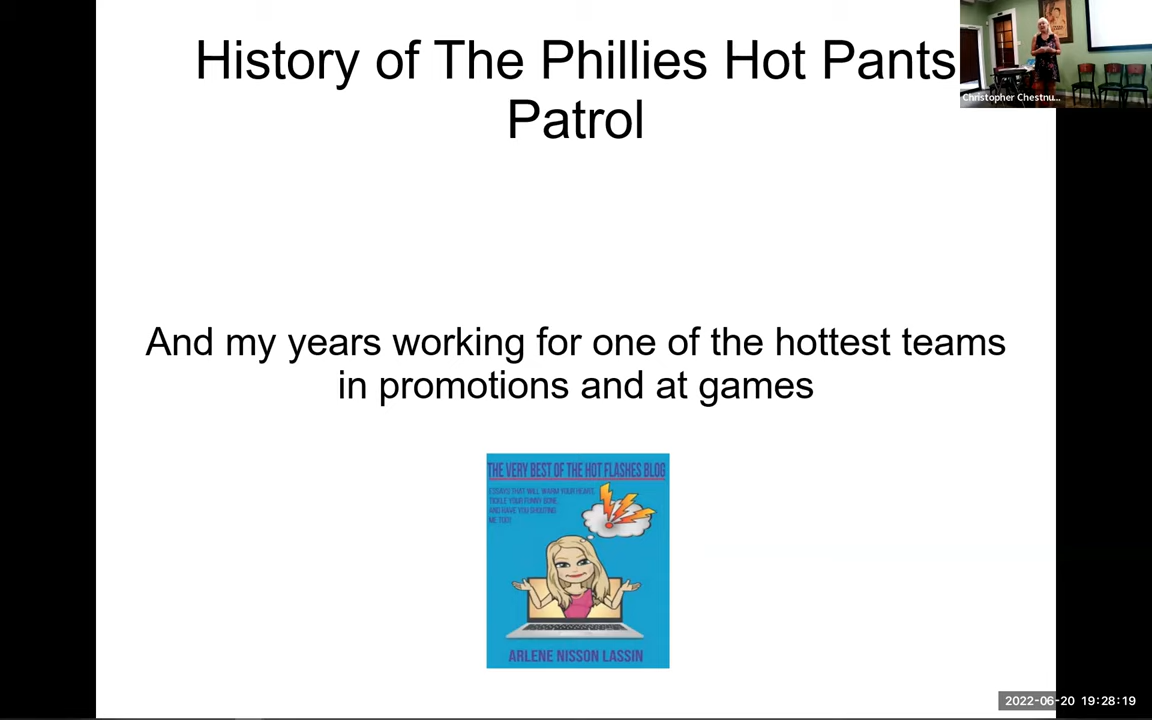 History of The Phillies Hot Pants
Patrol
Christopher Chestnu...
And my years working for one of the hottest teams
in promotions and at games
THE VERY BEST OF THE HOT FLASHES BLOG
ESSAYS THAT WILL WARM YOUR HEART,
TICKLE YOUR FUNNY BONE,
AND HAVE YOU SHOUTING
ME TOO!
ARLENE NISSON LASSIN
2022-06-20 19:28:19